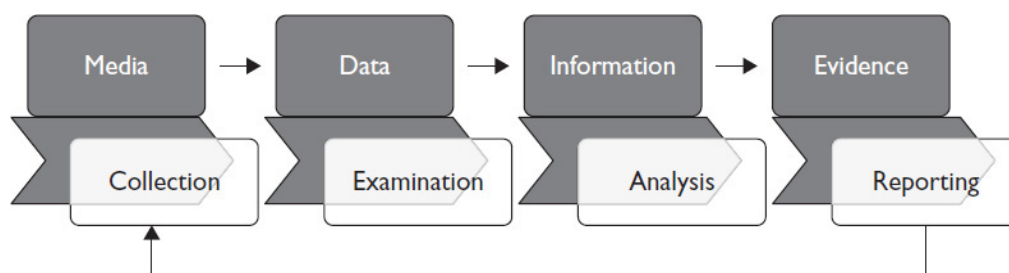 Media
Data
Information
Evidence
Collection
Examination
Analysis
Reporting